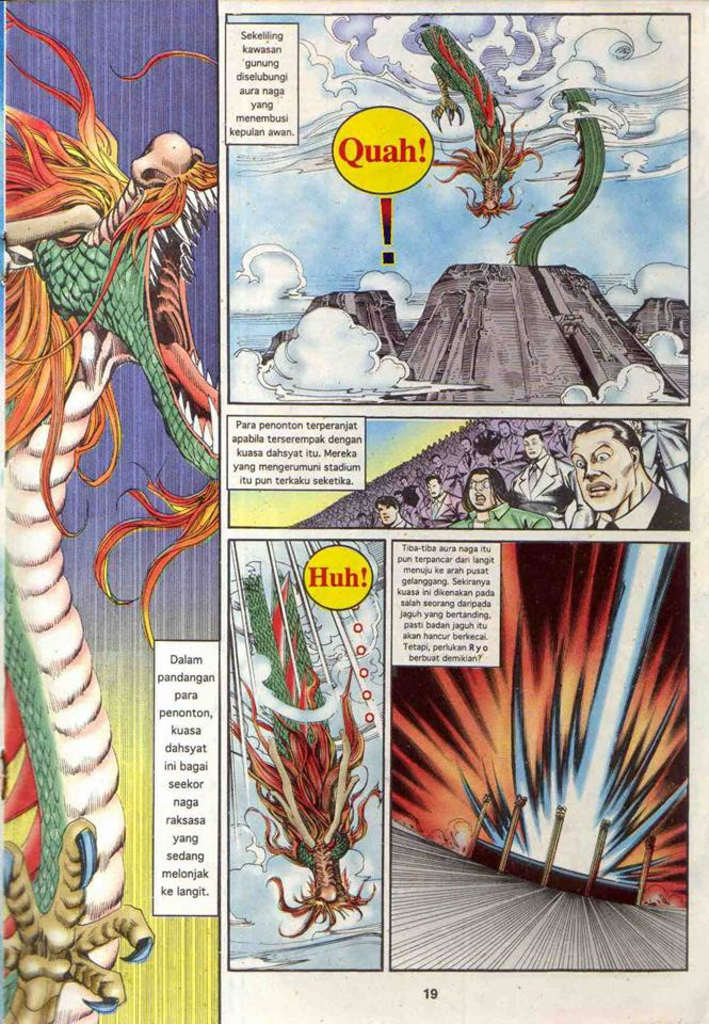 Sekeliling
kawasan
gunung
diselubungi
aura naga
yang
menembusi
kepulan awan.
Quah!
!
Para penonton terperanjat
apabila terserempak dengan
kuasa dahsyat itu. Mereka
yang mengerumuni stadium
itu pun terkaku seketika.
Dalam
pandangan
para
penonton,
kuasa
dahsyat
ini bagai
seekor
naga
raksasa
yang
sedang
melonjak
ke langit.
Huh!
Tiba-tiba aura naga itu
pun terpancar dari langit
menuju ke arah pusat
gelanggang. Sekiranya
kuasa ini dikenakan pada
salah seorang daripada
jaguh yang bertanding,
pasti badan jaguh itu
akan hancur berkecai.
Tetapi, perlukan Ryo
berbuat demikian?
19